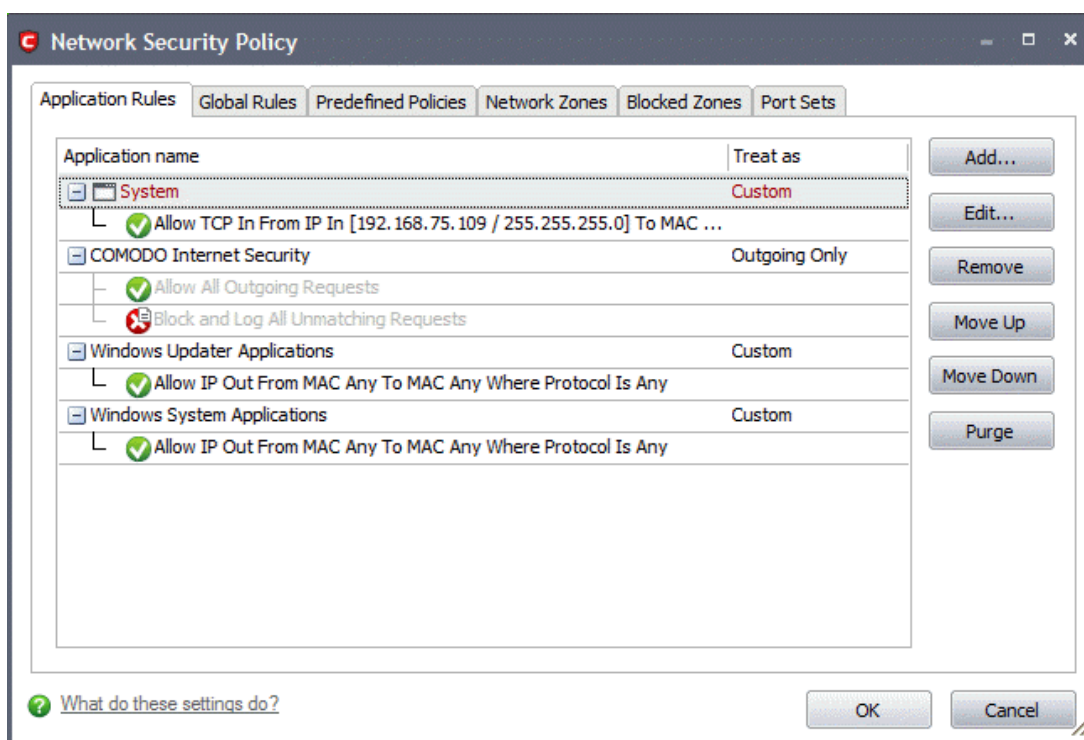 Network Security Policy
Application Rules Global Rules Predefined Policies Network Zones Blocked Zones Port Sets
Application name Treat as
System Custom
Allow TCP In From IP In [192.168.75.109 / 255.255.255.0] To MAC ...
COMODO Internet Security Outgoing Only
Allow All Outgoing Requests
Block and Log All Unmatching Requests
Windows Updater Applications Custom
Allow IP Out From MAC Any To MAC Any Where Protocol Is Any
Windows System Applications Custom
Allow IP Out From MAC Any To MAC Any Where Protocol Is Any
Add...
Edit...
Remove
Move Up
Move Down
Purge
What do these settings do?
OK Cancel